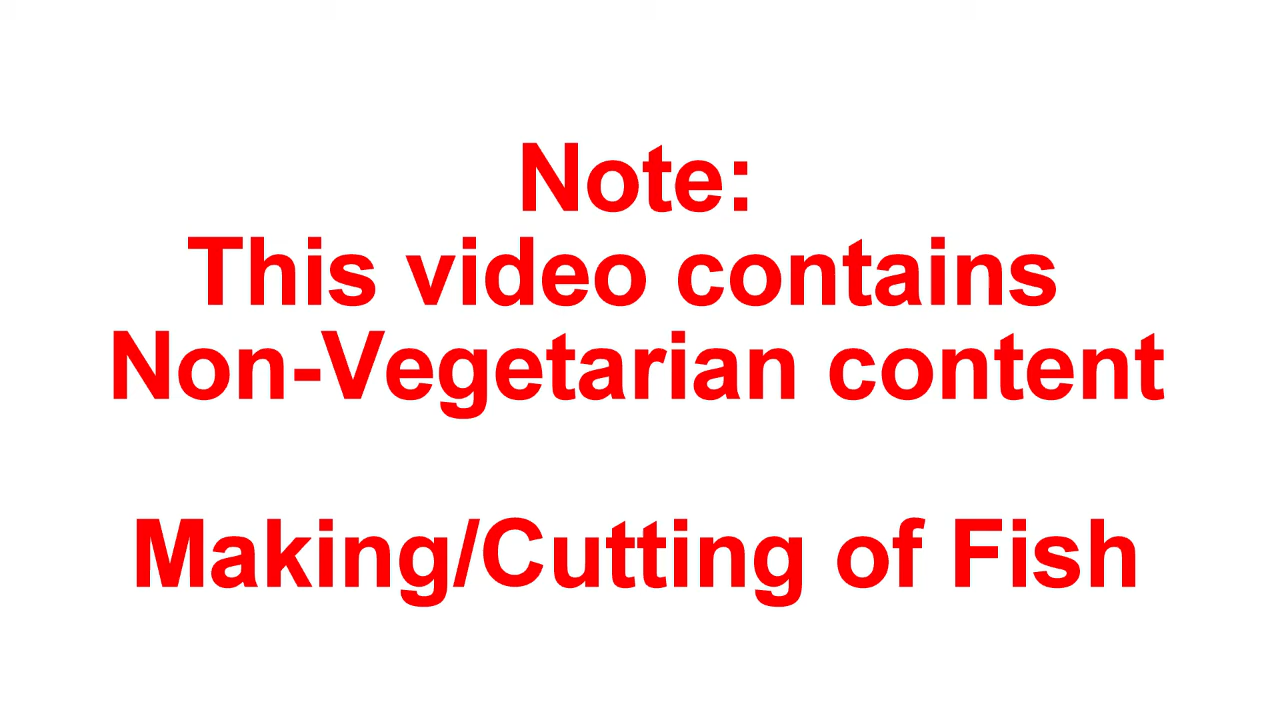 Note:
This video contains
Non-Vegetarian content
Making/Cutting of Fish